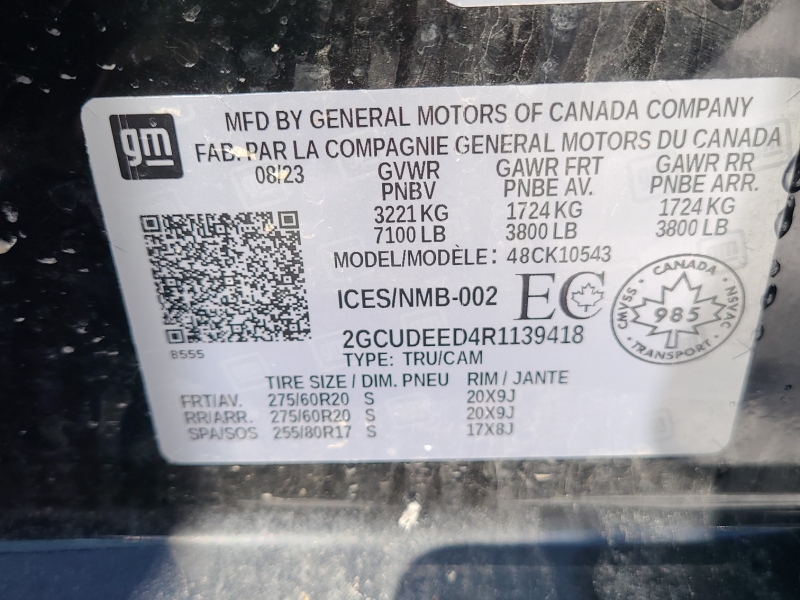 gm
MFD BY GENERAL MOTORS OF CANADA COMPANY
FAB. PAR LA COMPAGNIE GENERAL MOTORS DU CANADA
08/23 GVWR GAWR FRT GAWR RR
PNBV PNBE AV. PNBE ARR.
3221 KG 1724 KG 1724 KG
7100 LB 3800 LB 3800 LB
MODEL/MODÈLE: 48CK10543
ICES/NMB-002 EC
CANADA
CMVSS 985 NSVAC
TRANSPORT
2GCUDEED4R1139418
8555
TYPE: TRU/CAM
TIRE SIZE / DIM. PNEU RIM / JANTE
FRT/AV. 275/60R20 S 20X9J
RR/ARR. 275/60R20 S 20X9J
SPA/SOS 255/80R17 S 17X8J